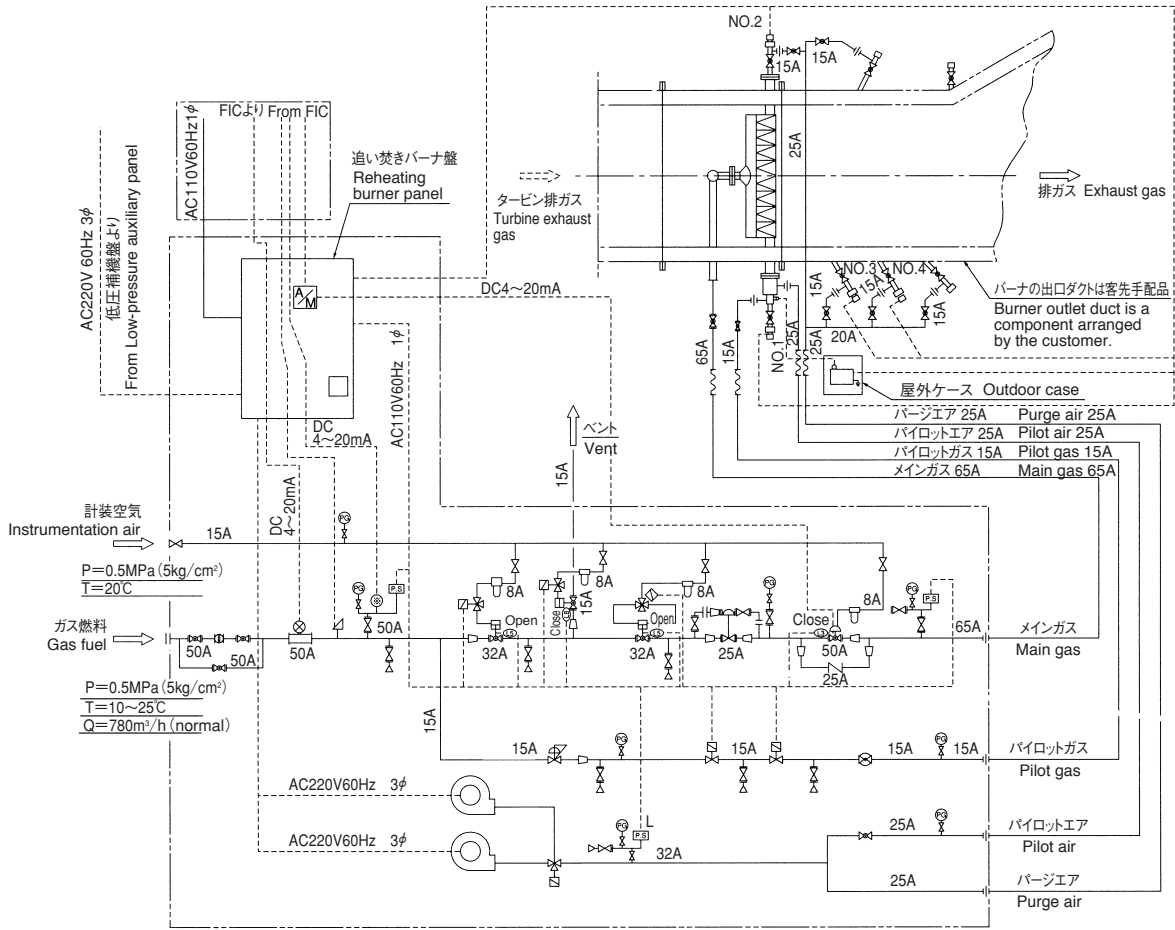 NO.2
15A
15A
25A
FICより From FIC
AC110V60Hz1φ
追い焚きバーナ盤
Reheating
burner panel
AC220V 60Hz 3φ
低圧補機盤より
From Low-pressure auxiliary panel
A/M
DC4～20mA
タービン排ガス
Turbine exhaust
gas
排ガス Exhaust gas
NO.3
NO.4
15A
15A
15A
20A
バーナの出口ダクトは客先手配品
Burner outlet duct is a
component arranged
by the customer.
65A
15A
NO.1
25A
25A
屋外ケース Outdoor case
AC110V60Hz 1φ
DC
4～20mA
DC
4～20mA
ベント
Vent
15A
パージエア 25A Purge air 25A
パイロットエア 25A Pilot air 25A
パイロットガス 15A Pilot gas 15A
メインガス 65A Main gas 65A
計装空気
Instrumentation air
15A
PG
P=0.5MPa(5kg/cm²)
T=20℃
8A
8A
8A
8A
15A
PG
P.S
PG
PG
P.S
Open
Close
LS
Open
Close
LS
LS
LS
ガス燃料
Gas fuel
50A
50A
50A
50A
32A
32A
25A
50A
25A
65A
メインガス
Main gas
P=0.5MPa(5kg/cm²)
T=10～25℃
Q=780m³/h(normal)
15A
15A
PG
15A
15A
PG
15A
パイロットガス
Pilot gas
AC220V60Hz 3φ
AC220V60Hz 3φ
PG
P.S
L
32A
25A
PG
パイロットエア
Pilot air
25A
パージエア
Purge air